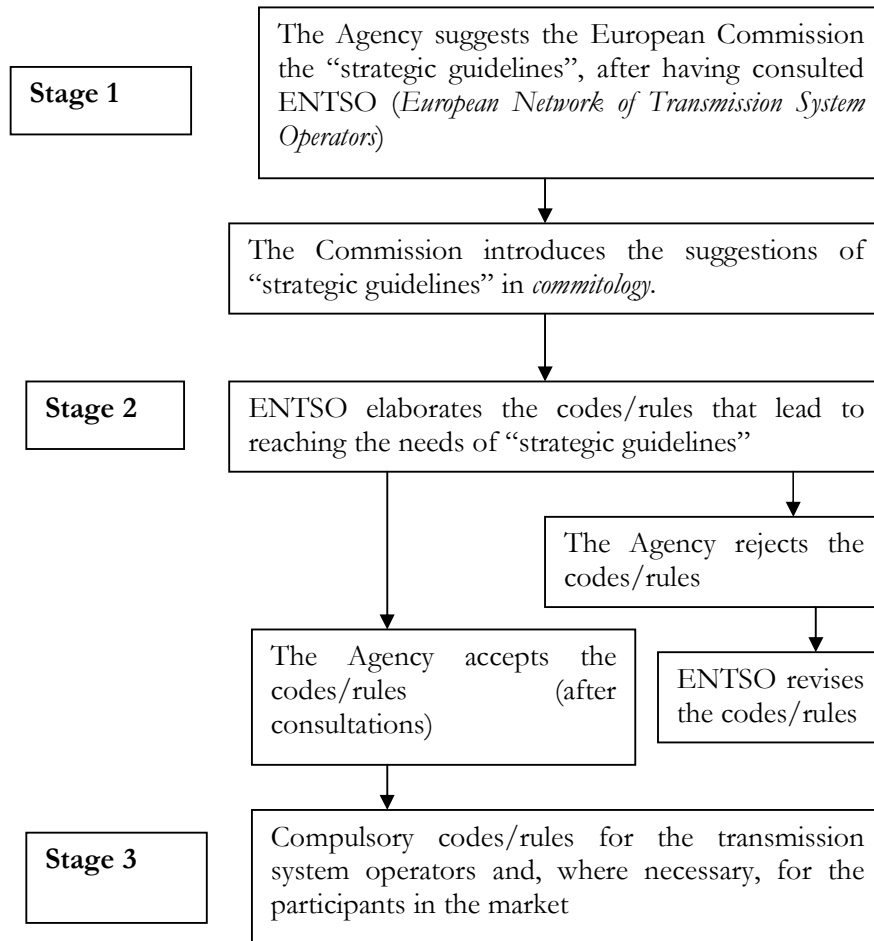 Stage 1
The Agency suggests the European Commission
the “strategic guidelines”, after having consulted
ENTSO (European Network of Transmission System
Operators)
The Commission introduces the suggestions of
“strategic guidelines” in commitology.
Stage 2
ENTSO elaborates the codes/rules that lead to
reaching the needs of “strategic guidelines”
The Agency rejects the
codes/rules
The Agency accepts the
codes/rules (after
consultations)
ENTSO revises
the codes/rules
Stage 3
Compulsory codes/rules for the transmission
system operators and, where necessary, for the
participants in the market